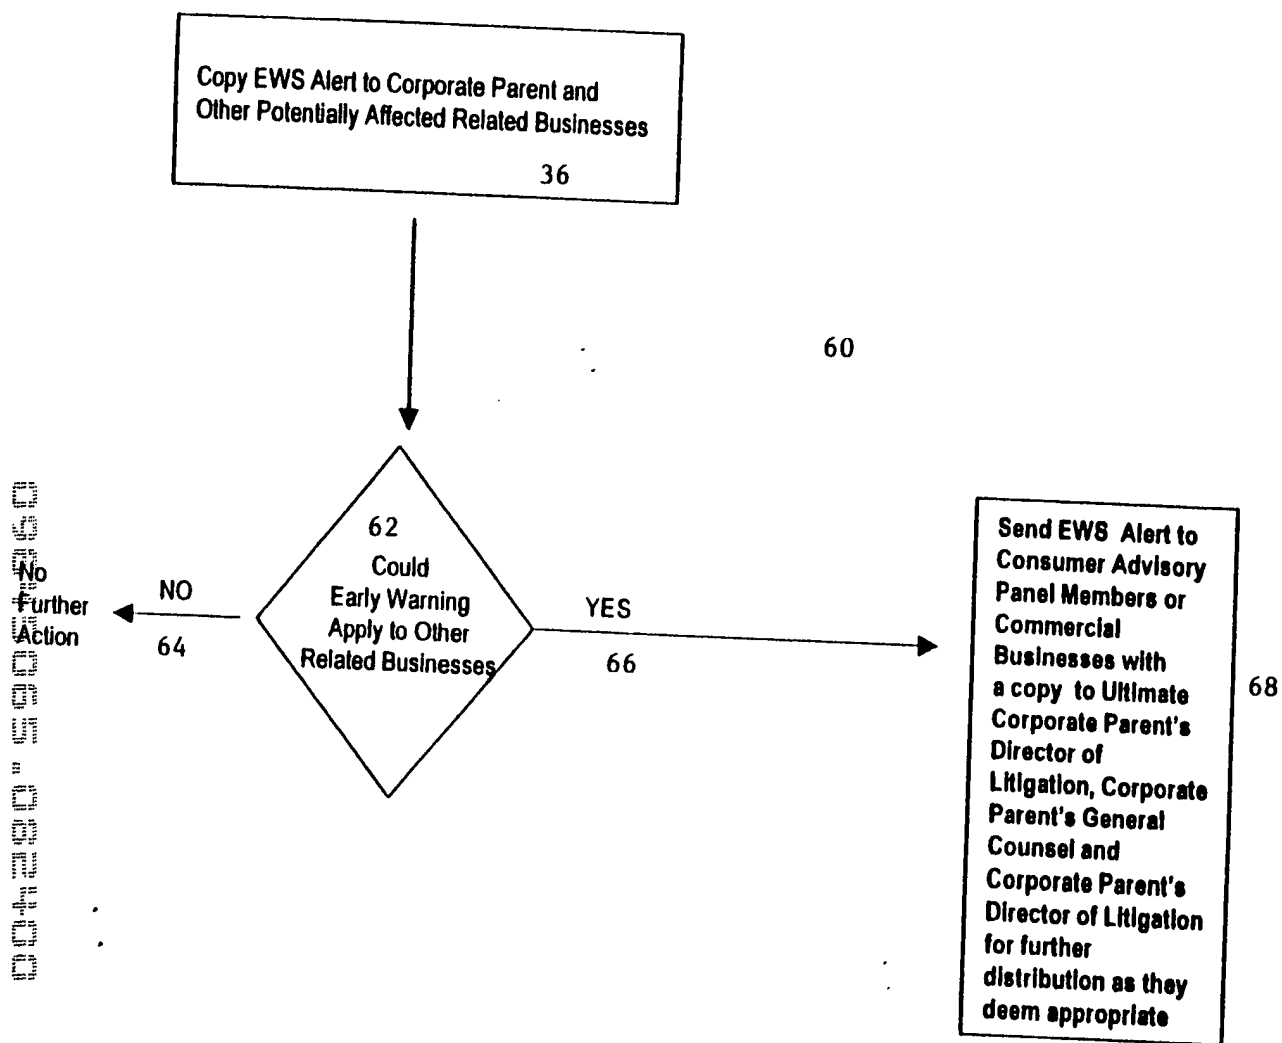 Copy EWS Alert to Corporate Parent and
Other Potentially Affected Related Businesses
36
60
62
Could
Early Warning
Apply to Other
Related Businesses
NO
64
No
Further
Action
YES
66
Send EWS Alert to
Consumer Advisory
Panel Members or
Commercial
Businesses with
a copy to Ultimate
Corporate Parent's
Director of
Litigation, Corporate
Parent's General
Counsel and
Corporate Parent's
Director of Litigation
for further
distribution as they
deem appropriate
68